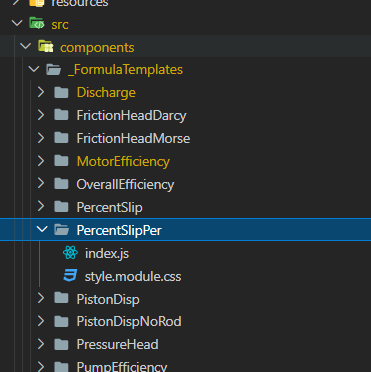 resources
src
components
_FormulaTemplates
Discharge
FrictionHeadDarcy
FrictionHeadMorse
MotorEfficiency
OverallEfficiency
PercentSlip
PercentSlipPer
index.js
style.module.css
PistonDisp
PistonDispNoRod
PressureHead
PumpEfficiency